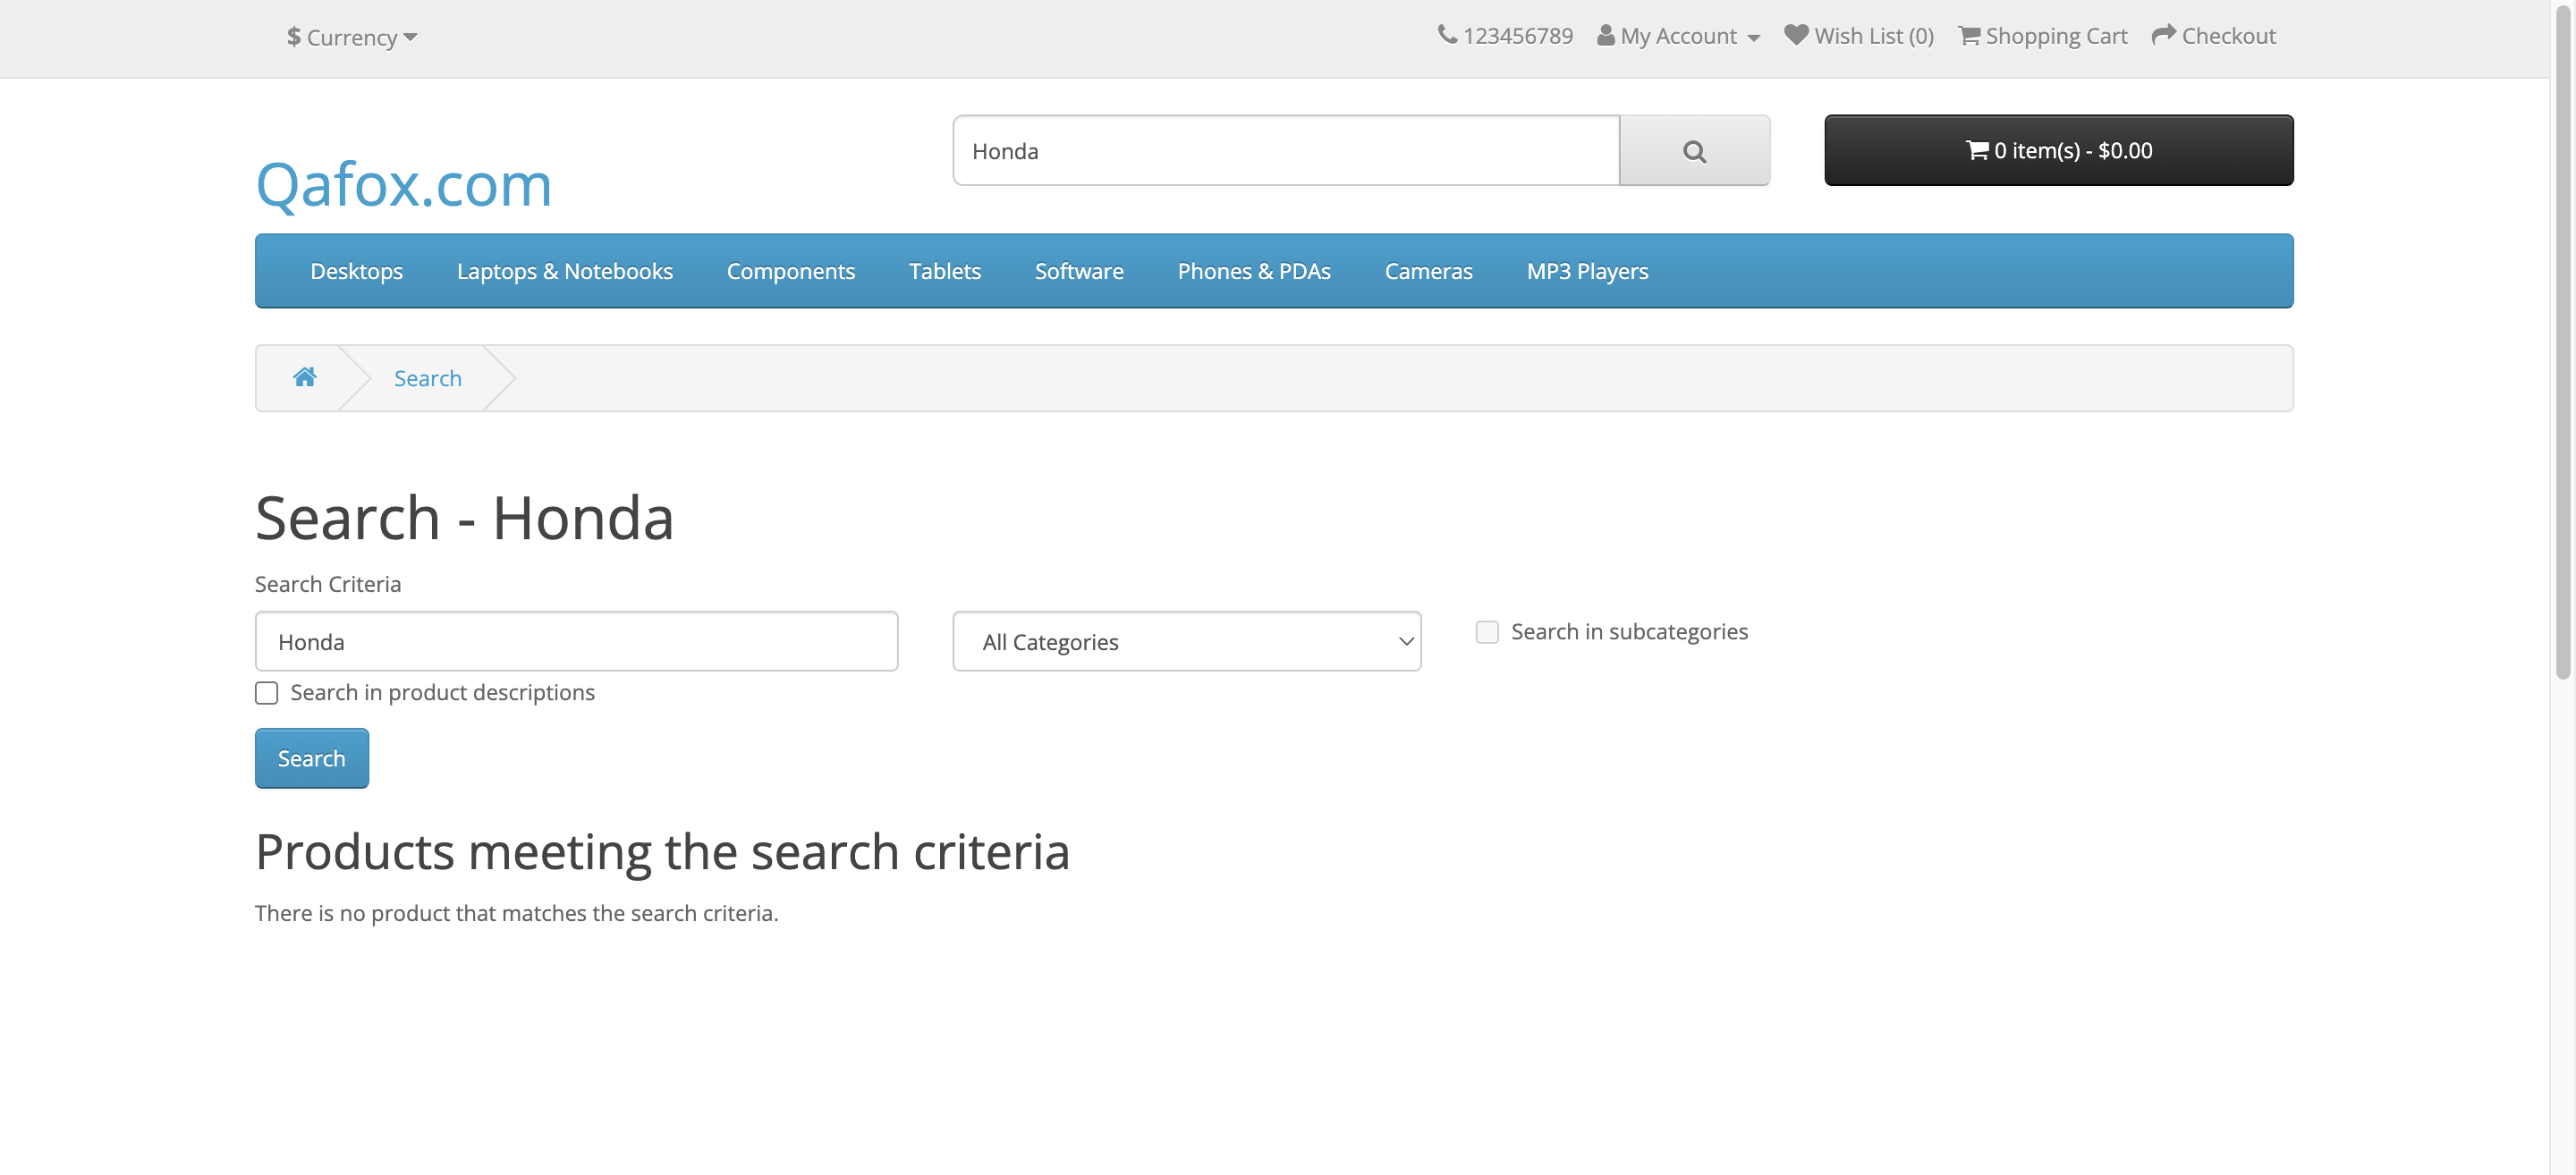 $ Currency
123456789 My Account Wish List (0) Shopping Cart Checkout
Qafox.com
Honda
0 item(s) - $0.00
Desktops Laptops & Notebooks Components Tablets Software Phones & PDAs Cameras MP3 Players
Search
Search - Honda
Search Criteria
Honda
All Categories
Search in subcategories
Search in product descriptions
Search
Products meeting the search criteria
There is no product that matches the search criteria.